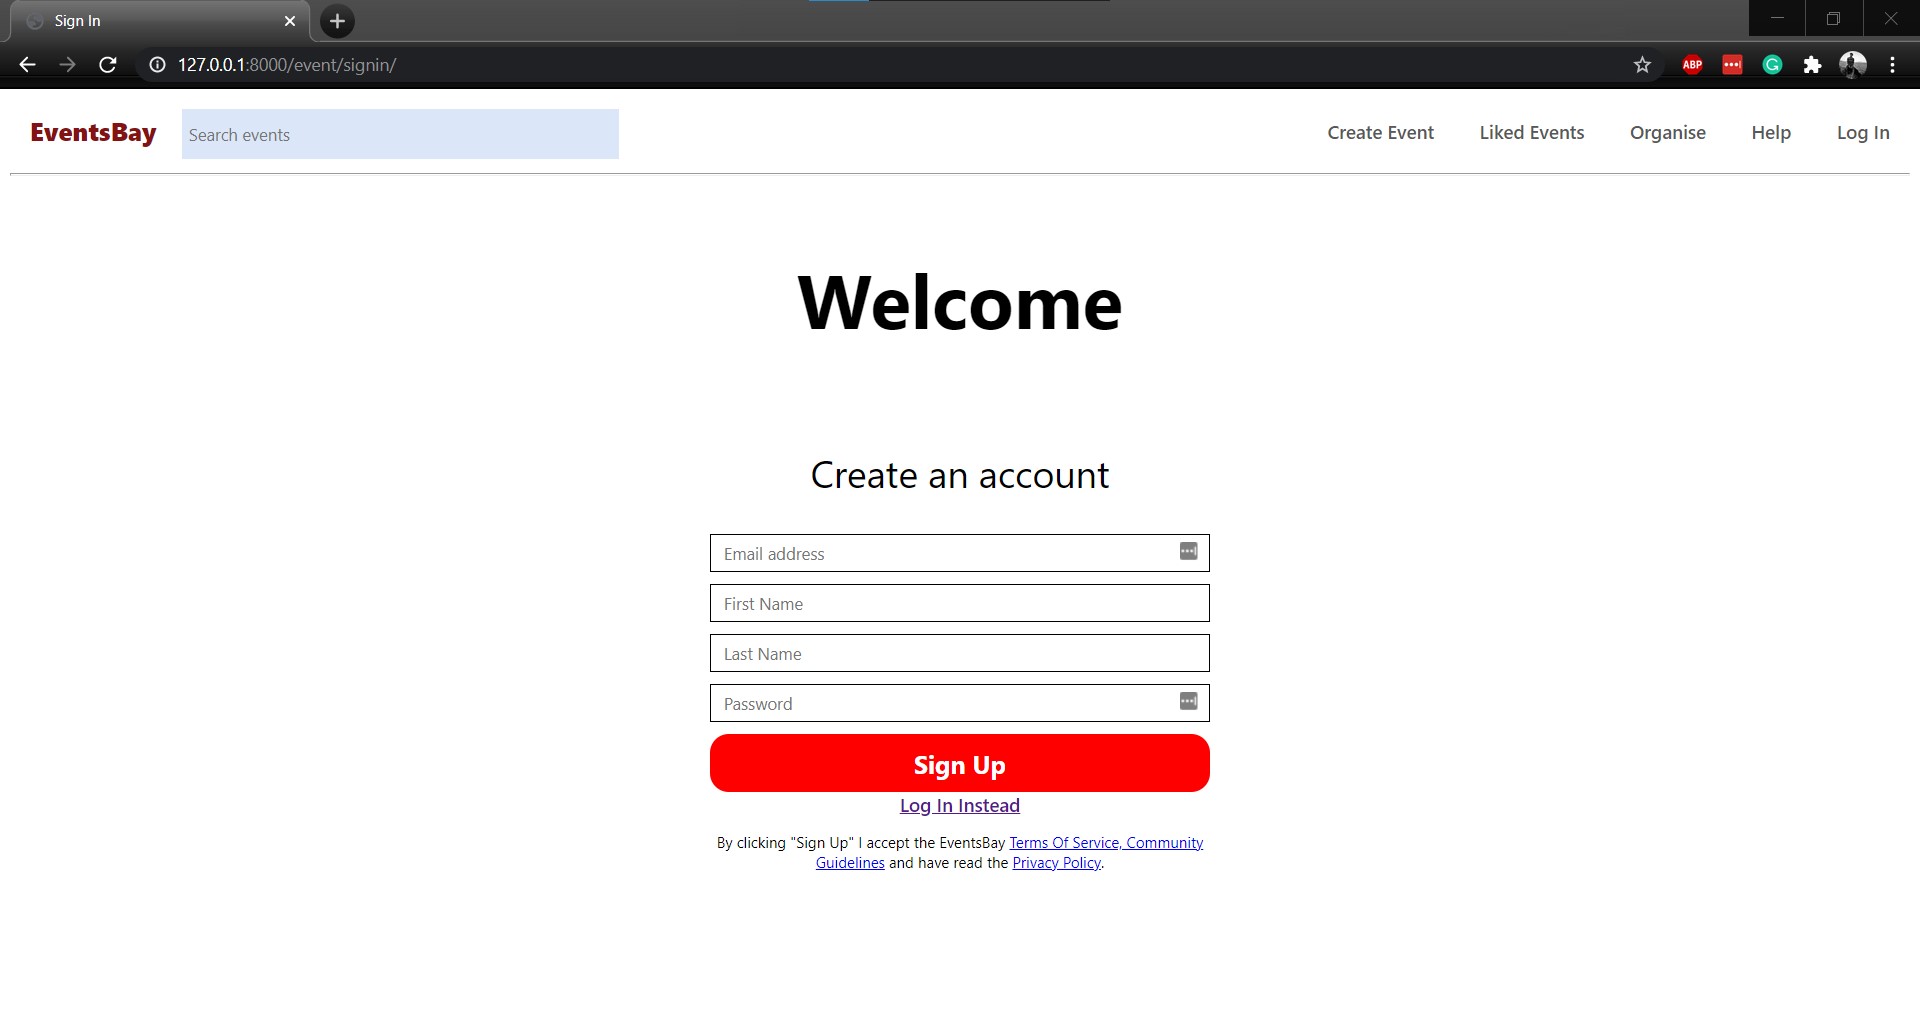 Sign In
127.0.0.1:8000/event/signin/
ABP
EventsBay
Search events
Create Event
Liked Events
Organise
Help
Log In
Welcome
Create an account
Email address
First Name
Last Name
Password
Sign Up
Log In Instead
By clicking "Sign Up" I accept the EventsBay Terms Of Service, Community
Guidelines and have read the Privacy Policy.